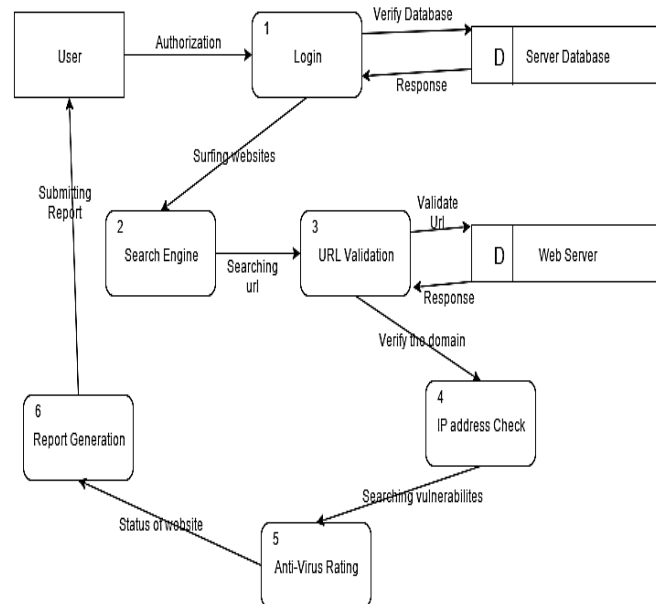 User
Authorization
1
Login
Verify Database
D
Server Database
Response
Surfing websites
Submitting
Report
2
Search Engine
Searching
url
3
URL Validation
Validate
Url
D
Web Server
Response
Verify the domain
4
IP address Check
Searching vulnerabilites
5
Anti-Virus Rating
Status of website
6
Report Generation